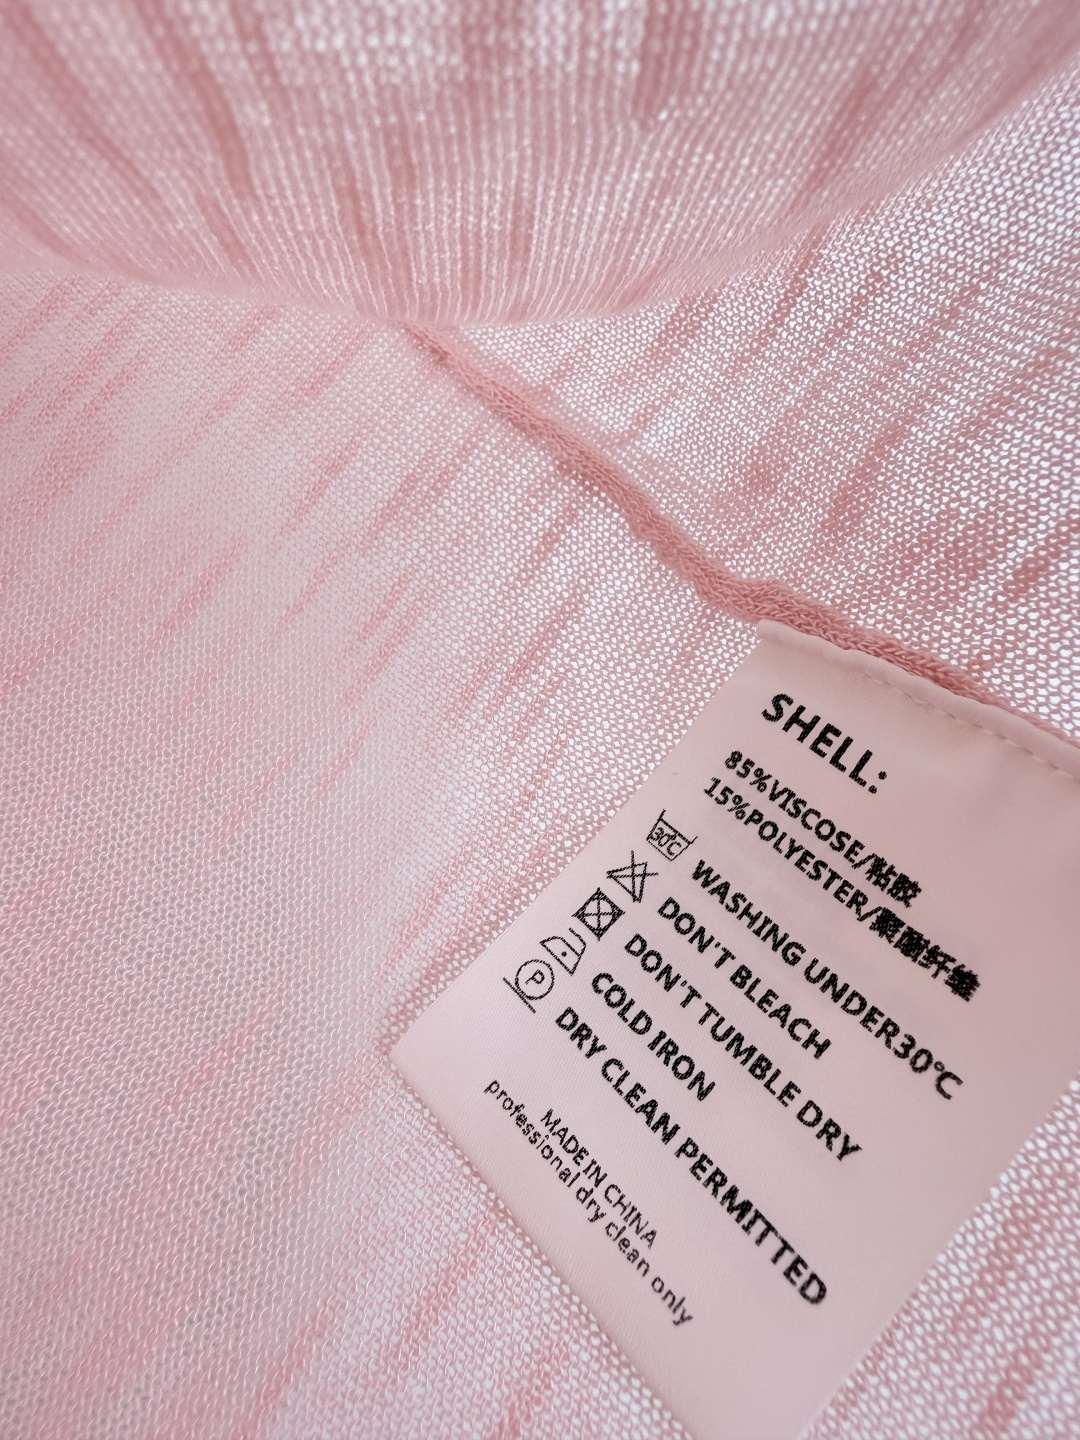 SHELL:
85%VISCOSE/粘胶
15%POLYESTER/聚酯纤维
30℃ WASHING UNDER30℃
DON'T BLEACH
DON'T TUMBLE DRY
COLD IRON
P DRY CLEAN PERMITTED
MADE IN CHINA
professional dry clean only